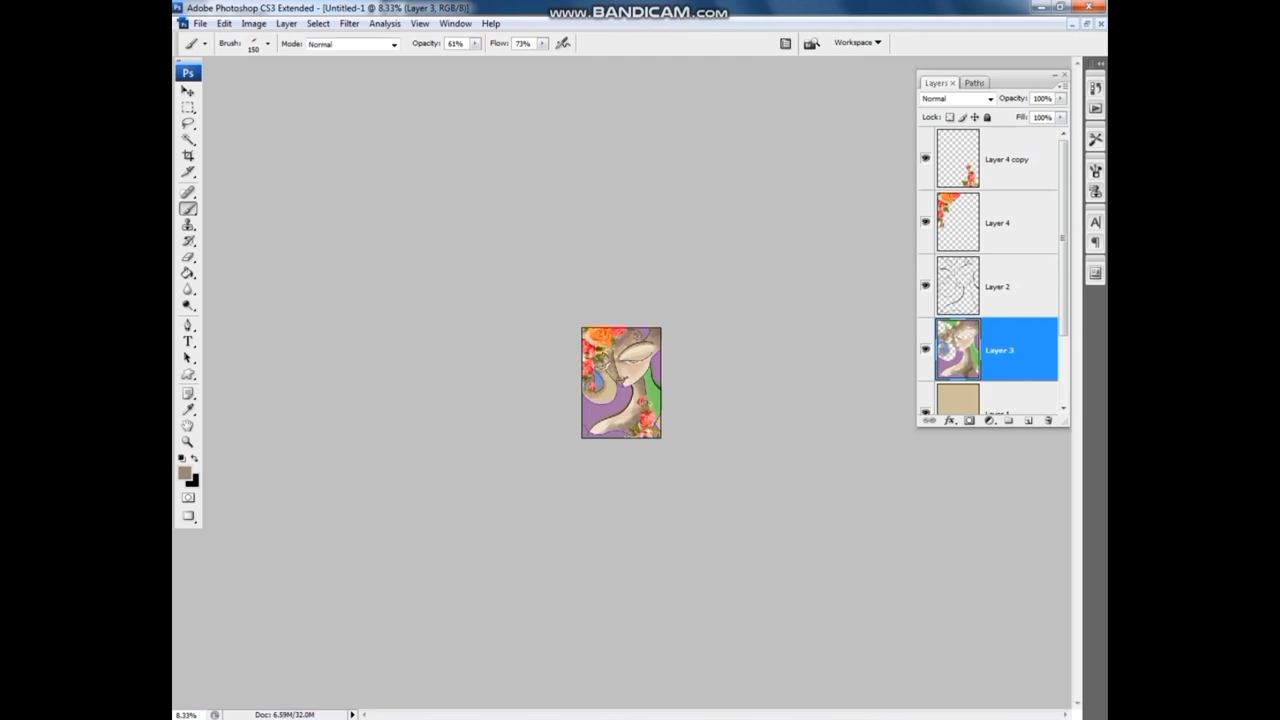 Adobe Photoshop CS3 Extended - [Untitled-1 @ 8.33% (Layer 3, RGB/8)]
www.BANDICAM.com
File Edit Image Layer Select Filter Analysis View Window Help
Brush: 150 Mode: Normal Opacity: 61% Flow: 73% Workspace
Ps
Layers Paths
Normal Opacity: 100%
Lock: Fill: 100%
Layer 4 copy
Layer 4
Layer 2
Layer 3
8.33% Doc: 6.59M/32.0M